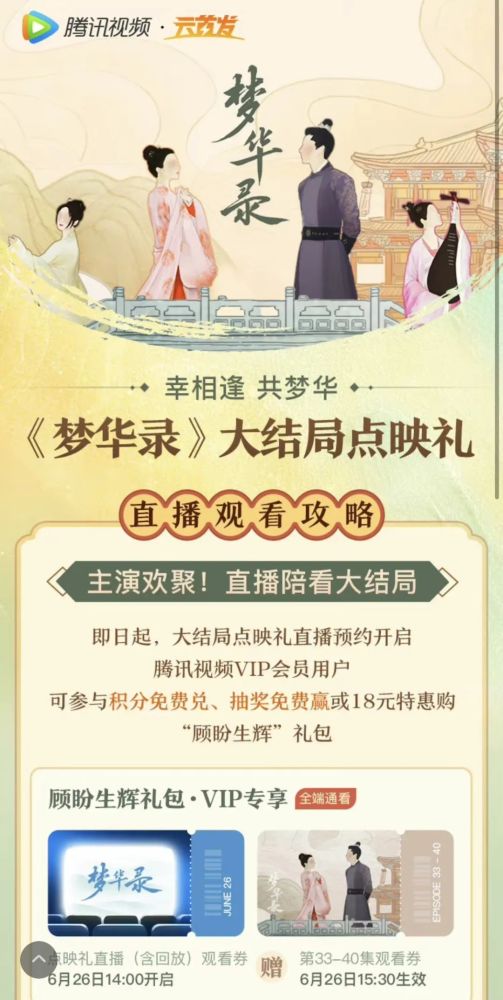 腾讯视频·云首发
梦华录
幸相逢 共梦华
《梦华录》大结局点映礼
直播观看攻略
主演欢聚！直播陪看大结局
即日起，大结局点映礼直播预约开启
腾讯视频VIP会员用户
可参与积分免费兑、抽奖免费赢或18元特惠购
“顾盼生辉”礼包
顾盼生辉礼包·VIP专享 全端通看
梦华录
JUNE 26
梦华录
EPISODE 33-40
点映礼直播（含回放）观看券
6月26日14:00开启
赠
第33-40集观看券
6月26日15:30生效